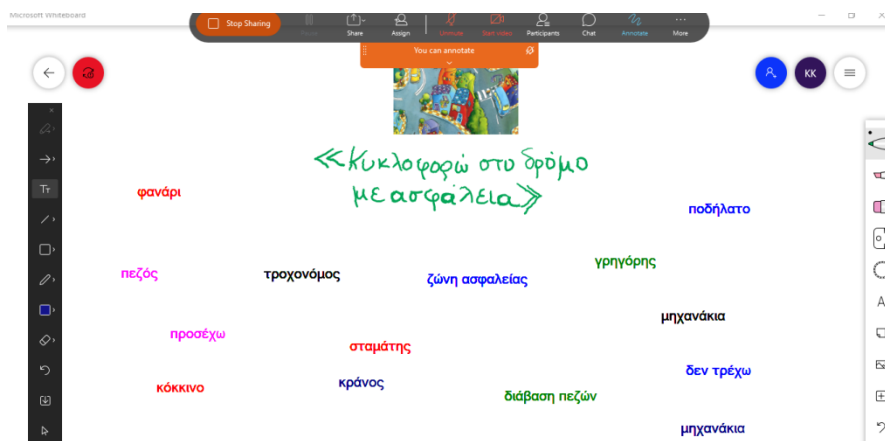 Microsoft Whiteboard
Stop Sharing
Pause Share Assign Unmute Start video Participants Chat Annotate More
You can annotate
KK
«Κυκλοφορώ στο δρόμο
με ασφάλεια»
φανάρι
ποδήλατο
πεζός τροχονόμος ζώνη ασφαλείας γρηγόρης
μηχανάκια
προσέχω
σταμάτης
δεν τρέχω
κόκκινο κράνος
διάβαση πεζών
μηχανάκια